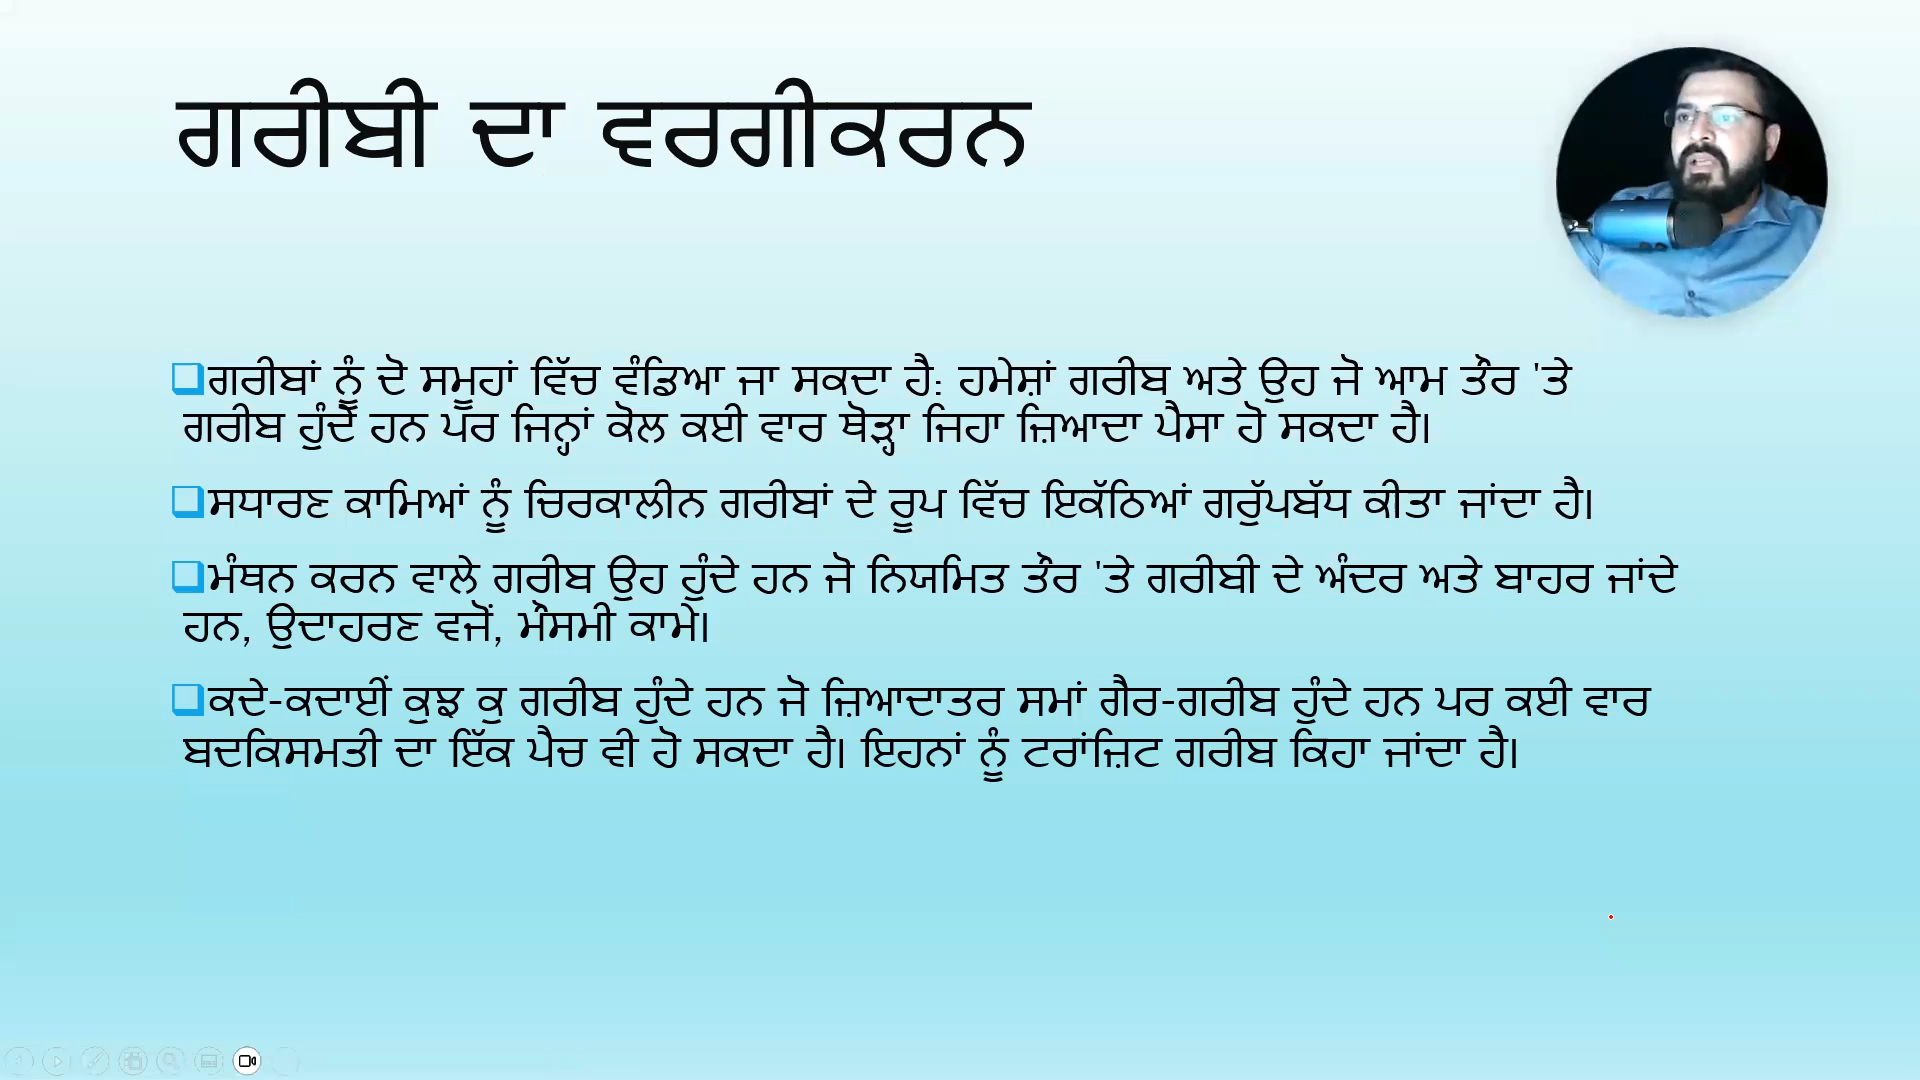 ਗਰੀਬੀ ਦਾ ਵਰਗੀਕਰਨ
ਗਰੀਬਾਂ ਨੂੰ ਦੋ ਸਮੂਹਾਂ ਵਿੱਚ ਵੰਡਿਆ ਜਾ ਸਕਦਾ ਹੈ: ਹਮੇਸ਼ਾਂ ਗਰੀਬ ਅਤੇ ਉਹ ਜੋ ਆਮ ਤੌਰ 'ਤੇ
ਗਰੀਬ ਹੁੰਦੇ ਹਨ ਪਰ ਜਿਨ੍ਹਾਂ ਕੋਲ ਕਈ ਵਾਰ ਥੋੜ੍ਹਾ ਜਿਹਾ ਜ਼ਿਆਦਾ ਪੈਸਾ ਹੋ ਸਕਦਾ ਹੈ।
ਸਧਾਰਣ ਕਾਮਿਆਂ ਨੂੰ ਚਿਰਕਾਲੀਨ ਗਰੀਬਾਂ ਦੇ ਰੂਪ ਵਿੱਚ ਇਕੱਠਿਆਂ ਗਰੁੱਪਬੱਧ ਕੀਤਾ ਜਾਂਦਾ ਹੈ।
ਮੰਥਨ ਕਰਨ ਵਾਲੇ ਗਰੀਬ ਉਹ ਹੁੰਦੇ ਹਨ ਜੋ ਨਿਯਮਿਤ ਤੌਰ 'ਤੇ ਗਰੀਬੀ ਦੇ ਅੰਦਰ ਅਤੇ ਬਾਹਰ ਜਾਂਦੇ
ਹਨ, ਉਦਾਹਰਣ ਵਜੋਂ, ਮੌਸਮੀ ਕਾਮੇ।
ਕਦੇ-ਕਦਾਈਂ ਕੁਝ ਕੁ ਗਰੀਬ ਹੁੰਦੇ ਹਨ ਜੋ ਜ਼ਿਆਦਾਤਰ ਸਮਾਂ ਗੈਰ-ਗਰੀਬ ਹੁੰਦੇ ਹਨ ਪਰ ਕਈ ਵਾਰ
ਬਦਕਿਸਮਤੀ ਦਾ ਇੱਕ ਪੈਚ ਵੀ ਹੋ ਸਕਦਾ ਹੈ। ਇਹਨਾਂ ਨੂੰ ਟਰਾਂਜ਼ਿਟ ਗਰੀਬ ਕਿਹਾ ਜਾਂਦਾ ਹੈ।